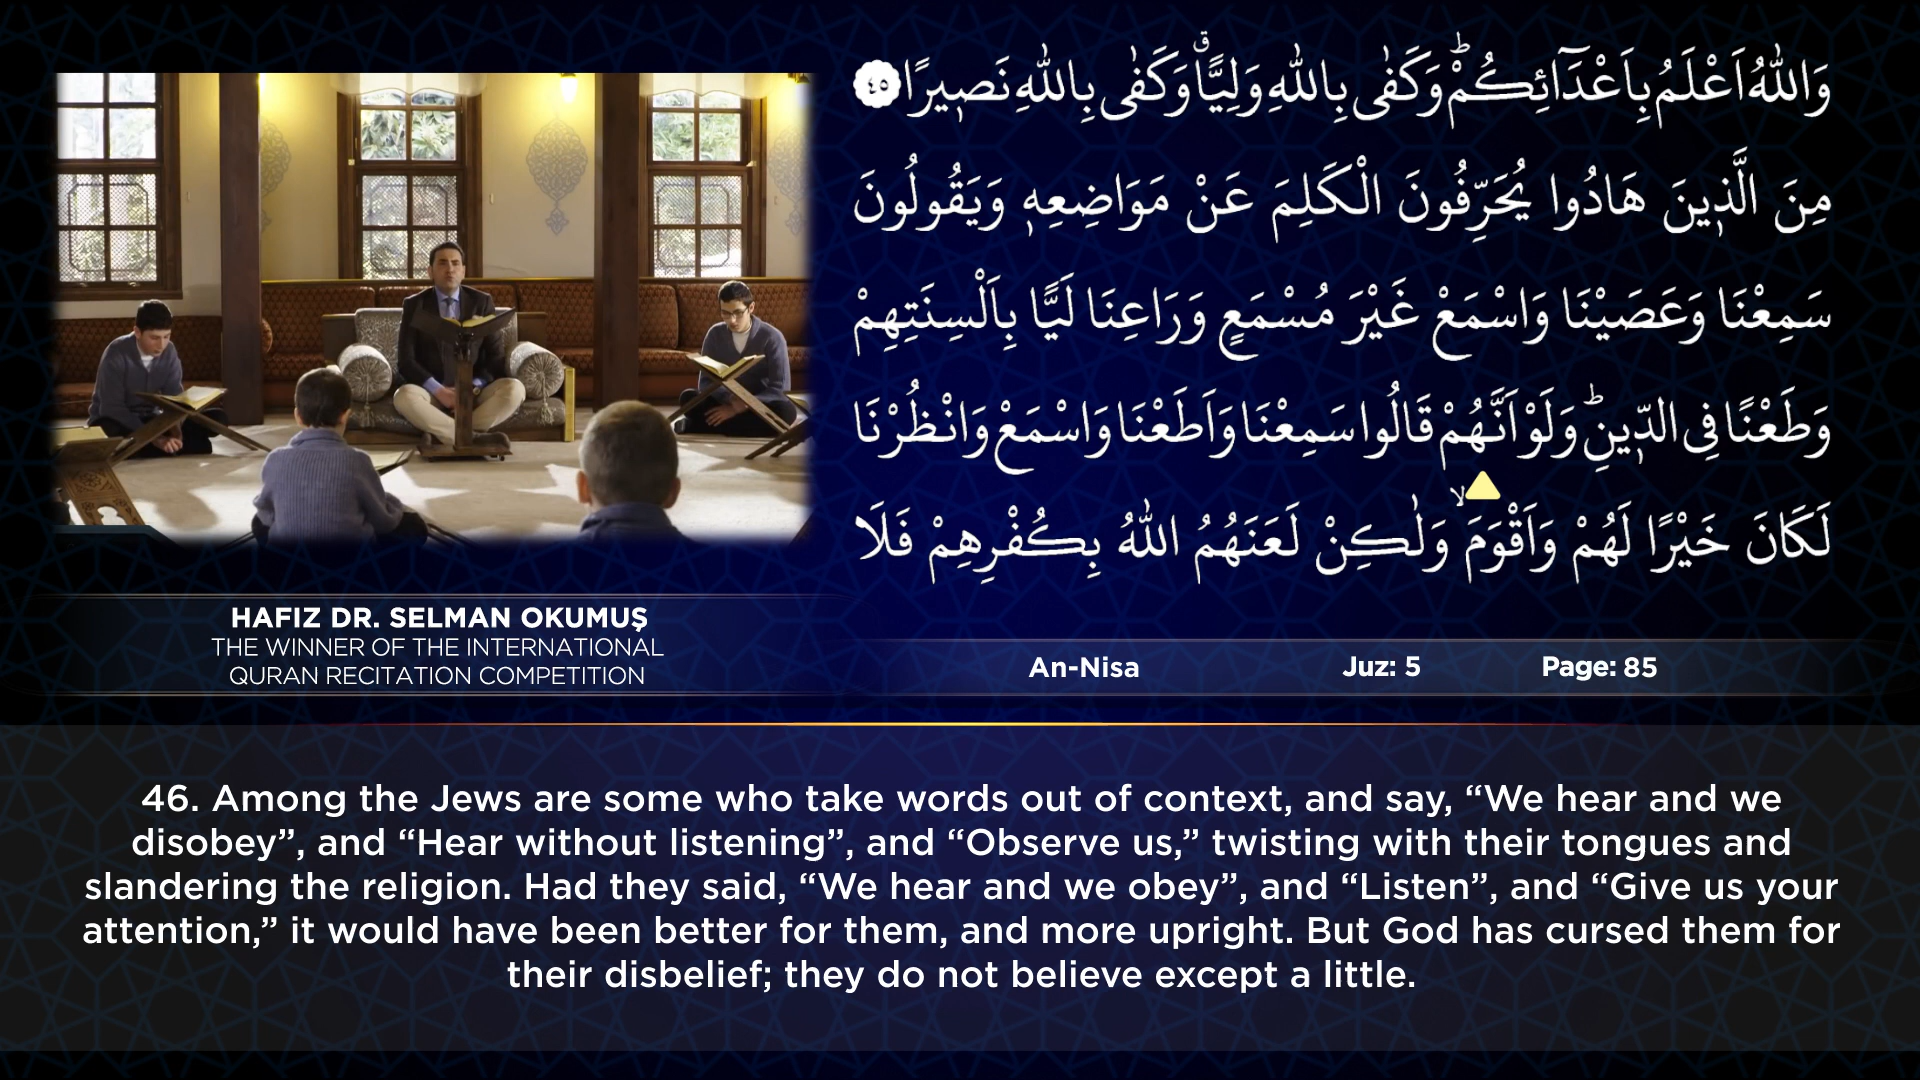 وَاللّٰهُ اَعْلَمُ بِاَعْدَٓائِكُمْۜ وَكَفٰى بِاللّٰهِ وَلِيًّاۗ وَكَفٰى بِاللّٰهِ نَص۪يرًا ﴿٤٥﴾
مِنَ الَّذ۪ينَ هَادُوا يُحَرِّفُونَ الْكَلِمَ عَنْ مَوَاضِعِه۪ وَيَقُولُونَ
سَمِعْنَا وَعَصَيْنَا وَاسْمَعْ غَيْرَ مُسْمَعٍ وَرَاعِنَا لَيًّا بِاَلْسِنَتِهِمْ
وَطَعْنًا فِى الدّ۪ينِۜ وَلَوْ اَنَّهُمْ قَالُوا سَمِعْنَا وَاَطَعْنَا وَاسْمَعْ وَانْظُرْنَا
لَكَانَ خَيْرًا لَهُمْ وَاَقْوَمَۙ وَلٰكِنْ لَعَنَهُمُ اللّٰهُ بِكُفْرِهِمْ فَلَا
HAFIZ DR. SELMAN OKUMUŞ
THE WINNER OF THE INTERNATIONAL
QURAN RECITATION COMPETITION
An-Nisa Juz: 5 Page: 85
46. Among the Jews are some who take words out of context, and say, “We hear and we
disobey”, and “Hear without listening”, and “Observe us,” twisting with their tongues and
slandering the religion. Had they said, “We hear and we obey”, and “Listen”, and “Give us your
attention,” it would have been better for them, and more upright. But God has cursed them for
their disbelief; they do not believe except a little.